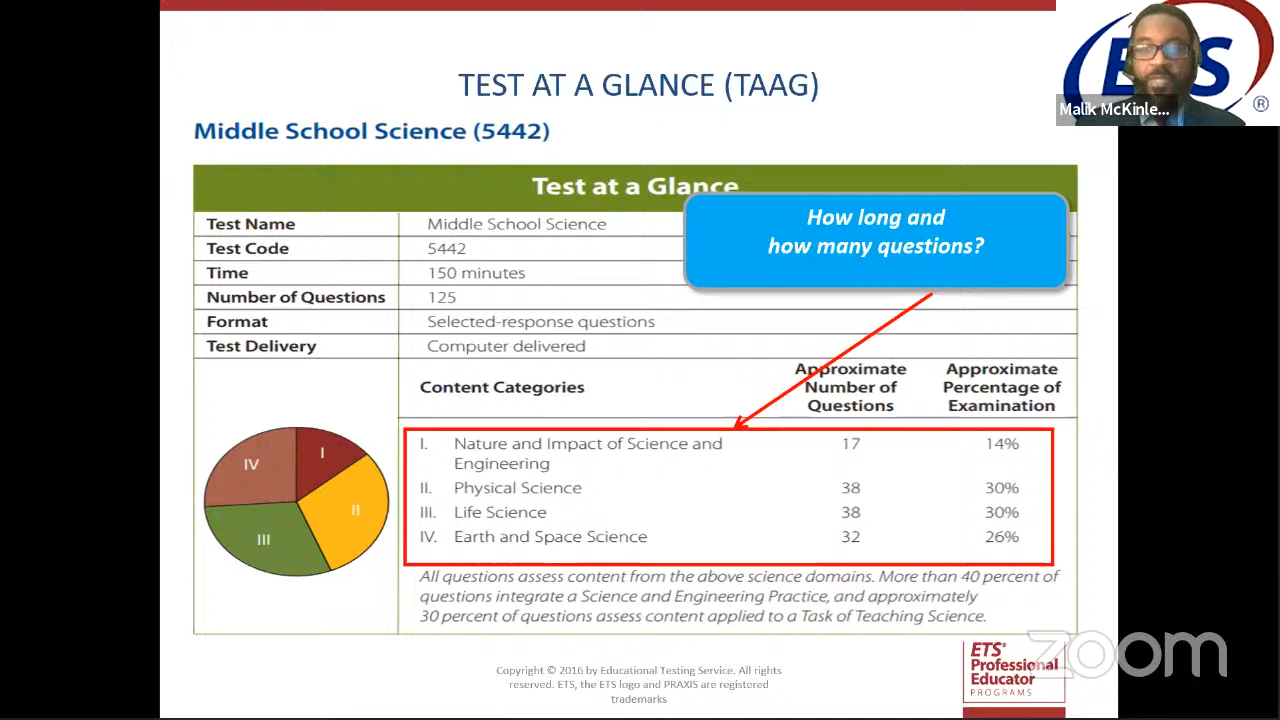 TEST AT A GLANCE (TAAG)
ETS
®
Malik McKinle...
Middle School Science (5442)
Test at a Glance
How long and
how many questions?
Test Name Middle School Science
Test Code 5442
Time 150 minutes
Number of Questions 125
Format Selected-response questions
Test Delivery Computer delivered
Content Categories
Approximate
Number of
Questions
Approximate
Percentage of
Examination
I. Nature and Impact of Science and
Engineering 17 14%
II. Physical Science 38 30%
III. Life Science 38 30%
IV. Earth and Space Science 32 26%
I
II
III
IV
All questions assess content from the above science domains. More than 40 percent of
questions integrate a Science and Engineering Practice, and approximately
30 percent of questions assess content applied to a Task of Teaching Science.
Copyright © 2016 by Educational Testing Service. All rights
reserved. ETS, the ETS logo and PRAXIS are registered
trademarks
ETS®
Professional
Educator
PROGRAMS
zoom